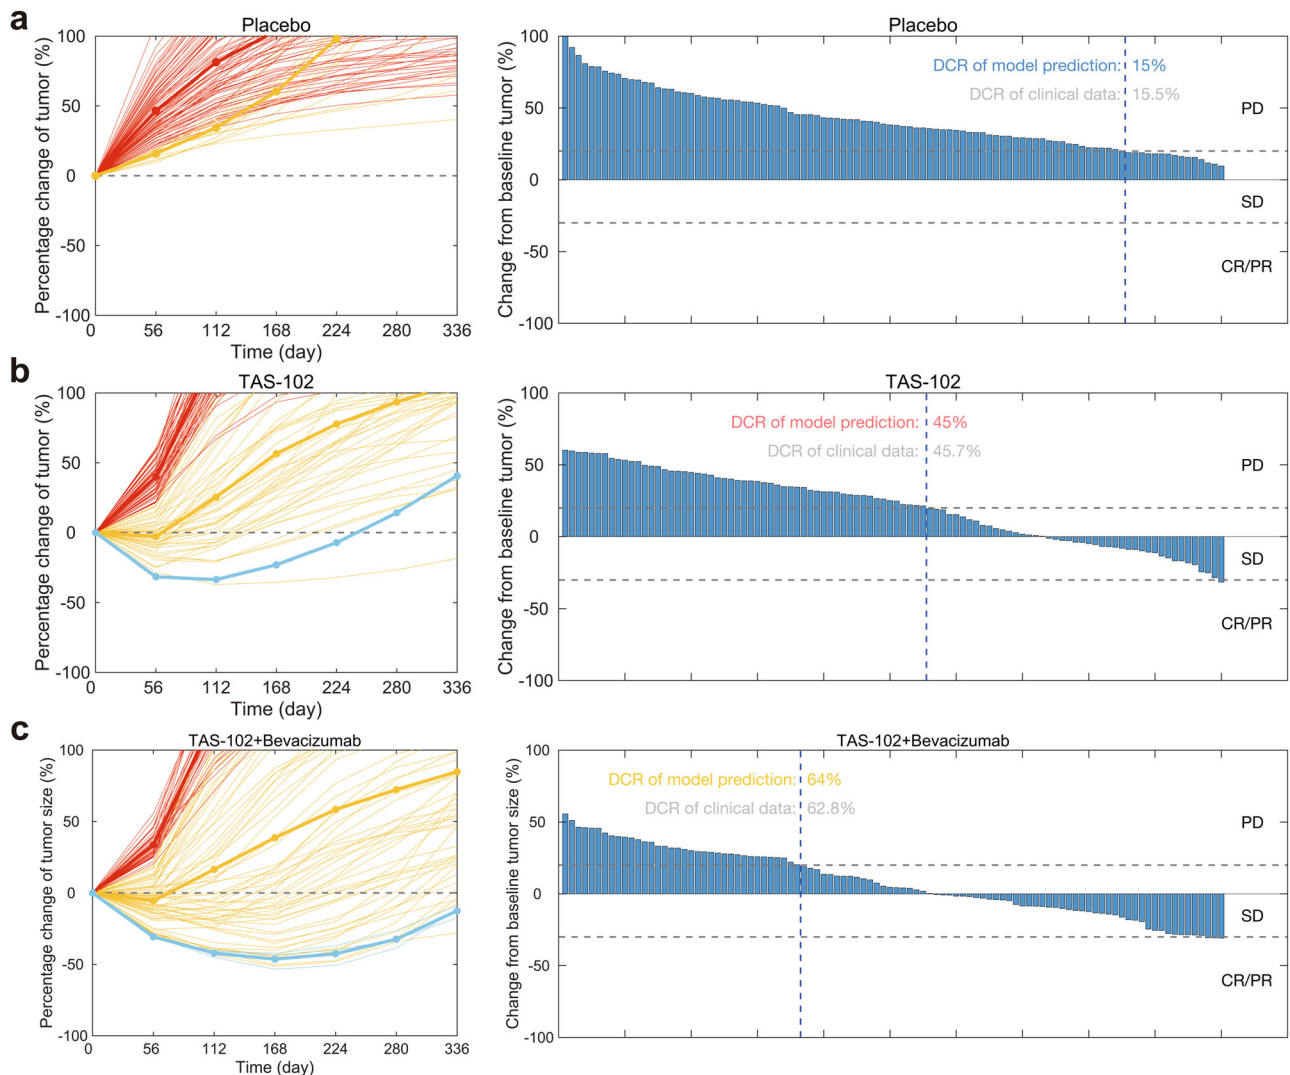 a
Placebo
Percentage change of tumor (%)
100
50
0
-50
-100
0 56 112 168 224 280 336
Time (day)
Placebo
Change from baseline tumor (%)
100
50
0
-50
-100
DCR of model prediction: 15%
DCR of clinical data: 15.5%
PD
SD
CR/PR
b
TAS-102
Percentage change of tumor (%)
100
50
0
-50
-100
0 56 112 168 224 280 336
Time (day)
TAS-102
Change from baseline tumor (%)
100
50
0
-50
-100
DCR of model prediction: 45%
DCR of clinical data: 45.7%
PD
SD
CR/PR
c
TAS-102+Bevacizumab
Percentage change of tumor size (%)
100
50
0
-50
-100
0 56 112 168 224 280 336
Time (day)
TAS-102+Bevacizumab
Change from baseline tumor size (%)
100
50
0
-50
-100
DCR of model prediction: 64%
DCR of clinical data: 62.8%
PD
SD
CR/PR